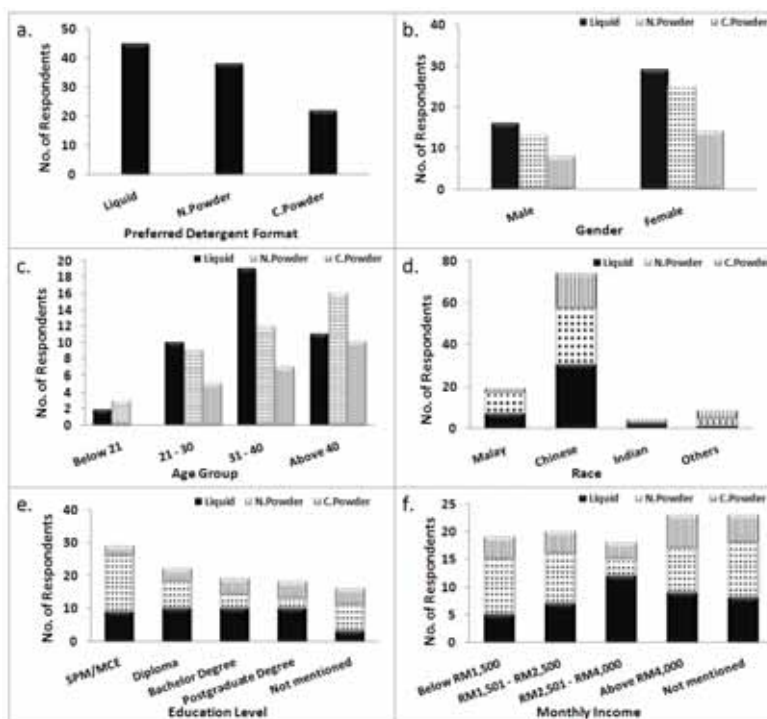 a.
50
40
30
20
10
0
No. of Respondents
Liquid
N.Powder
C.Powder
Preferred Detergent Format
b.
Liquid N.Powder C.Powder
40
30
20
10
0
No. of Respondents
Male
Female
Gender
c.
Liquid N.Powder C.Powder
20
18
16
14
12
10
8
6
4
2
0
No. of Respondents
Below 21
21 - 30
31 - 40
Above 40
Age Group
d.
Liquid N.Powder C.Powder
80
60
40
20
0
No. of Respondents
Malay
Chinese
Indian
Others
Race
e.
Liquid N.Powder C.Powder
40
30
20
10
0
No. of Respondents
SPM/MCE
Diploma
Bachelor Degree
Postgraduate Degree
Not mentioned
Education Level
f.
Liquid N.Powder C.Powder
25
20
15
10
5
0
No. of Respondents
Below RM1,500
RM1,501 - RM2,500
RM2,501 - RM4,000
Above RM4,000
Not mentioned
Monthly Income